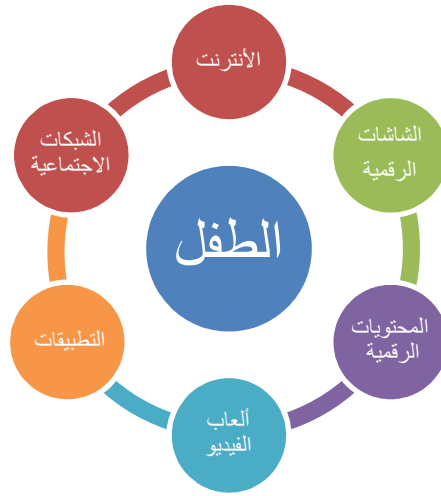 الأنترنت
الشاشات
الرقمية
المحتويات
الرقمية
ألعاب
الفيديو
التطبيقات
الشبكات
الاجتماعية
الطفل